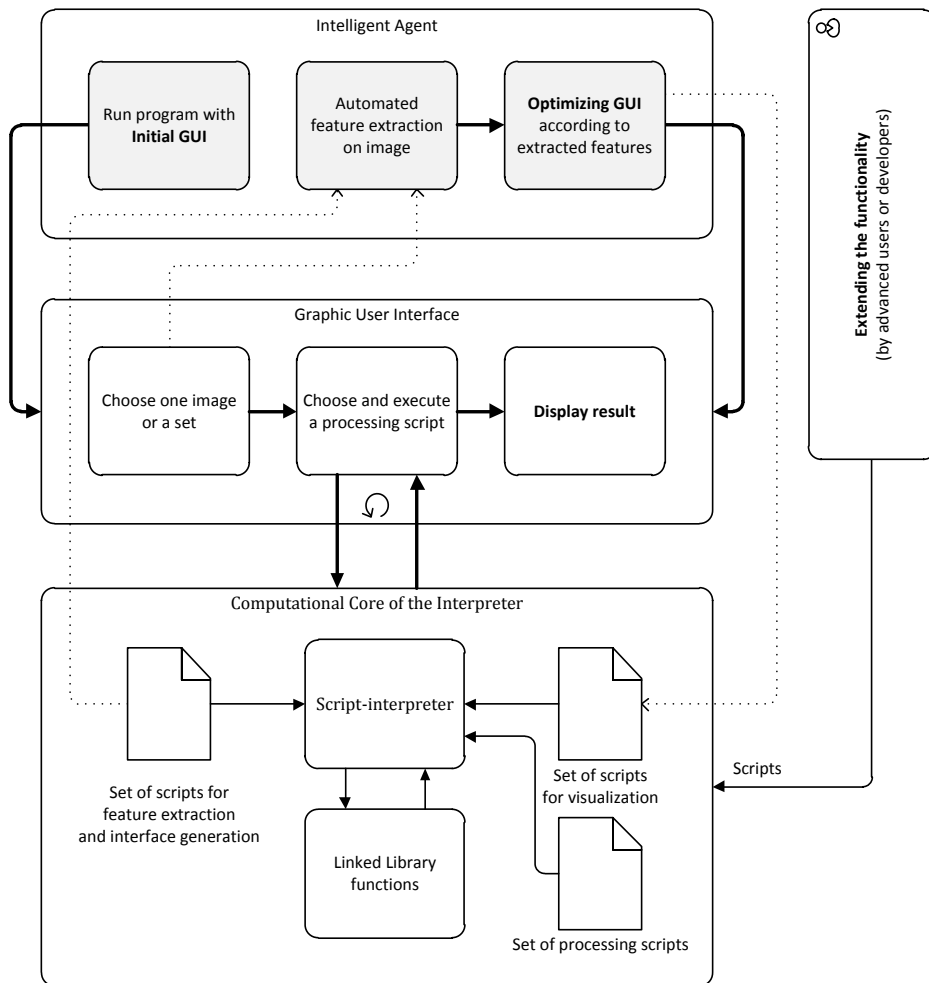 Intelligent Agent
Run program with
Initial GUI
Automated
feature extraction
on image
Optimizing GUI
according to
extracted features
Extending the functionality
(by advanced users or developers)
Graphic User Interface
Choose one image
or a set
Choose and execute
a processing script
Display result
Computational Core of the Interpreter
Script-interpreter
Set of scripts for
feature extraction
and interface generation
Set of scripts
for visualization
Scripts
Linked Library
functions
Set of processing scripts